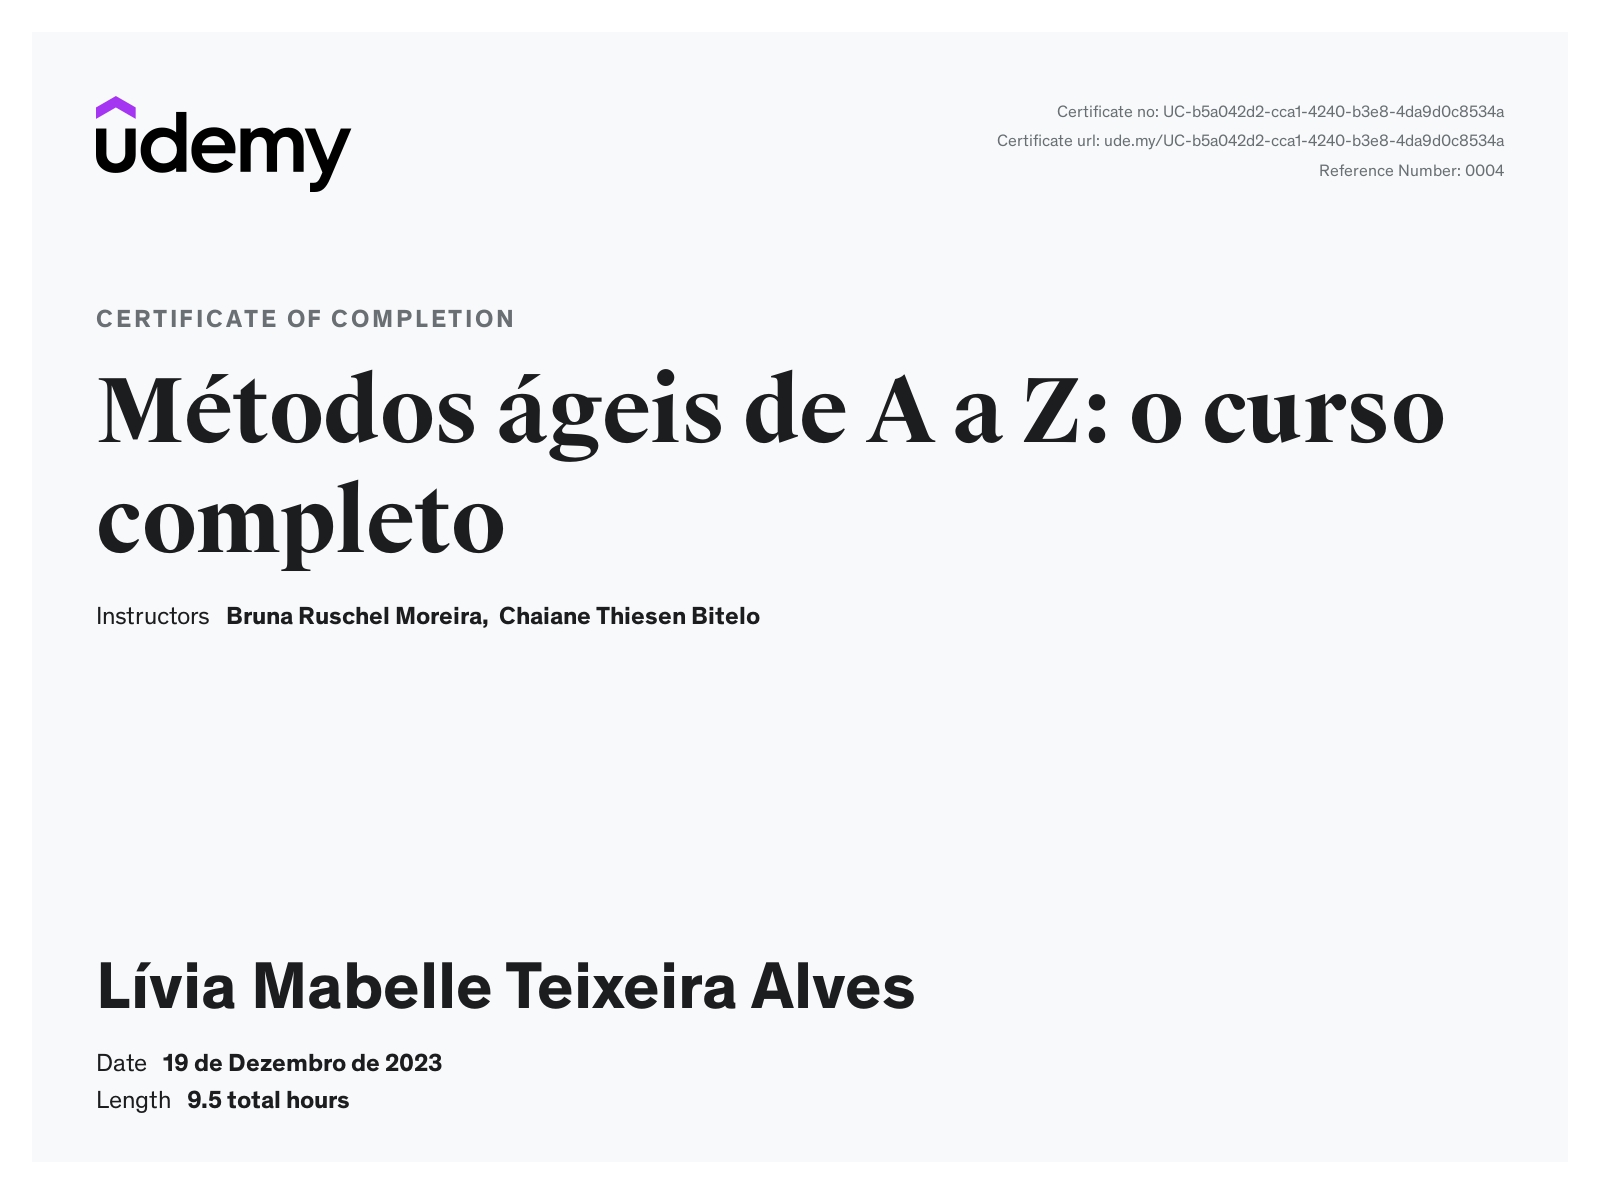 udemy
Certificate no: UC-b5a042d2-cca1-4240-b3e8-4da9d0c8534a
Certificate url: ude.my/UC-b5a042d2-cca1-4240-b3e8-4da9d0c8534a
Reference Number: 0004
CERTIFICATE OF COMPLETION
Métodos ágeis de A a Z: o curso
completo
Instructors Bruna Ruschel Moreira, Chaiane Thiesen Bitelo
Lívia Mabelle Teixeira Alves
Date 19 de Dezembro de 2023
Length 9.5 total hours